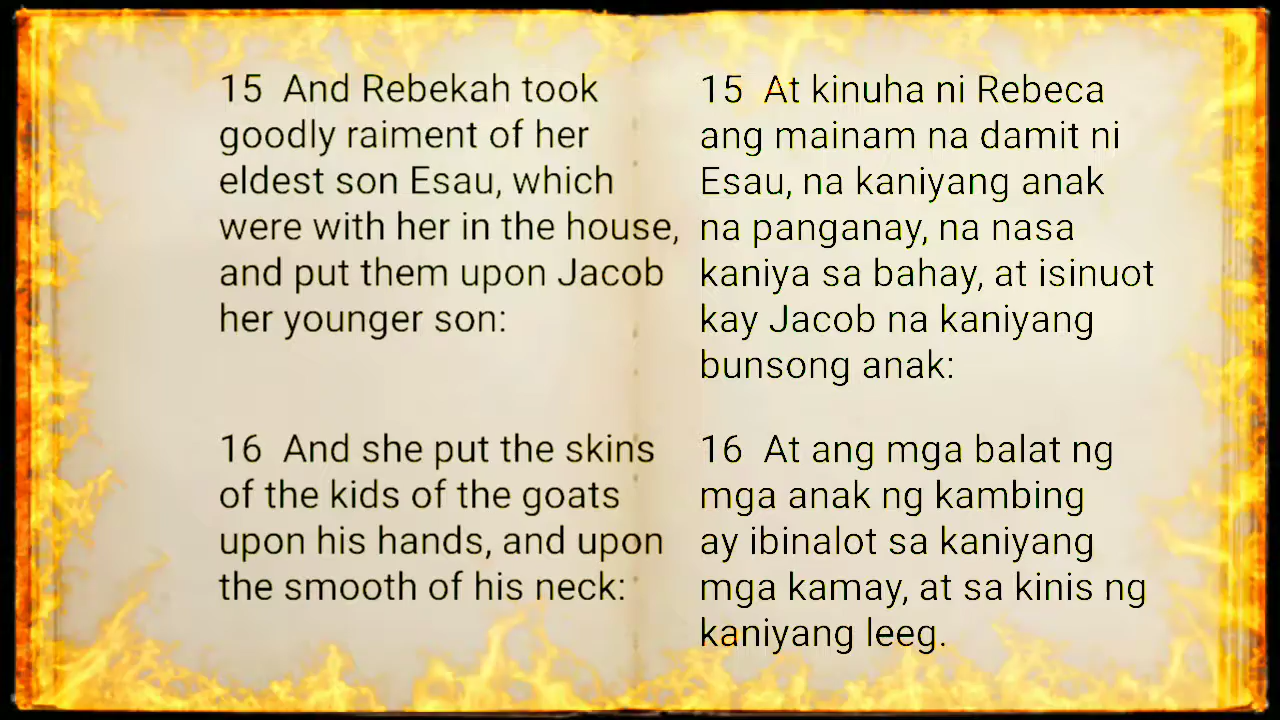 15  And Rebekah took
goodly raiment of her
eldest son Esau, which
were with her in the house,
and put them upon Jacob
her younger son:
16  And she put the skins
of the kids of the goats
upon his hands, and upon
the smooth of his neck:
15  At kinuha ni Rebeca
ang mainam na damit ni
Esau, na kaniyang anak
na panganay, na nasa
kaniya sa bahay, at isinuot
kay Jacob na kaniyang
bunsong anak:
16  At ang mga balat ng
mga anak ng kambing
ay ibinalot sa kaniyang
mga kamay, at sa kinis ng
kaniyang leeg.